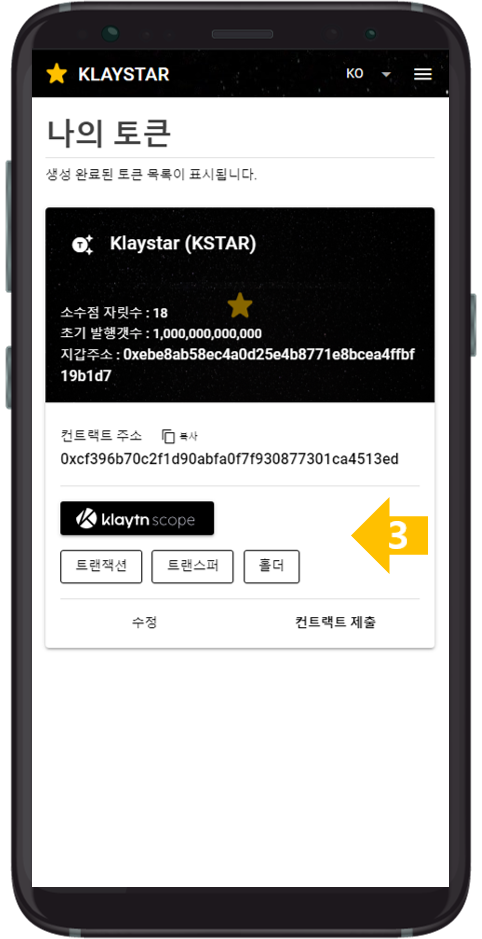 KLAYSTAR KO
나의 토큰
생성 완료된 토큰 목록이 표시됩니다.
Klaystar (KSTAR)
소수점 자릿수 : 18
초기 발행갯수 : 1,000,000,000,000
지갑주소 : 0xebe8ab58ec4a0d25e4b8771e8bcea4ffbf
19b1d7
컨트랙트 주소 복사
0xcf396b70c2f1d90abfa0f7f930877301ca4513ed
klaytn scope
3
트랜잭션 트랜스퍼 홀더
수정 컨트랙트 제출